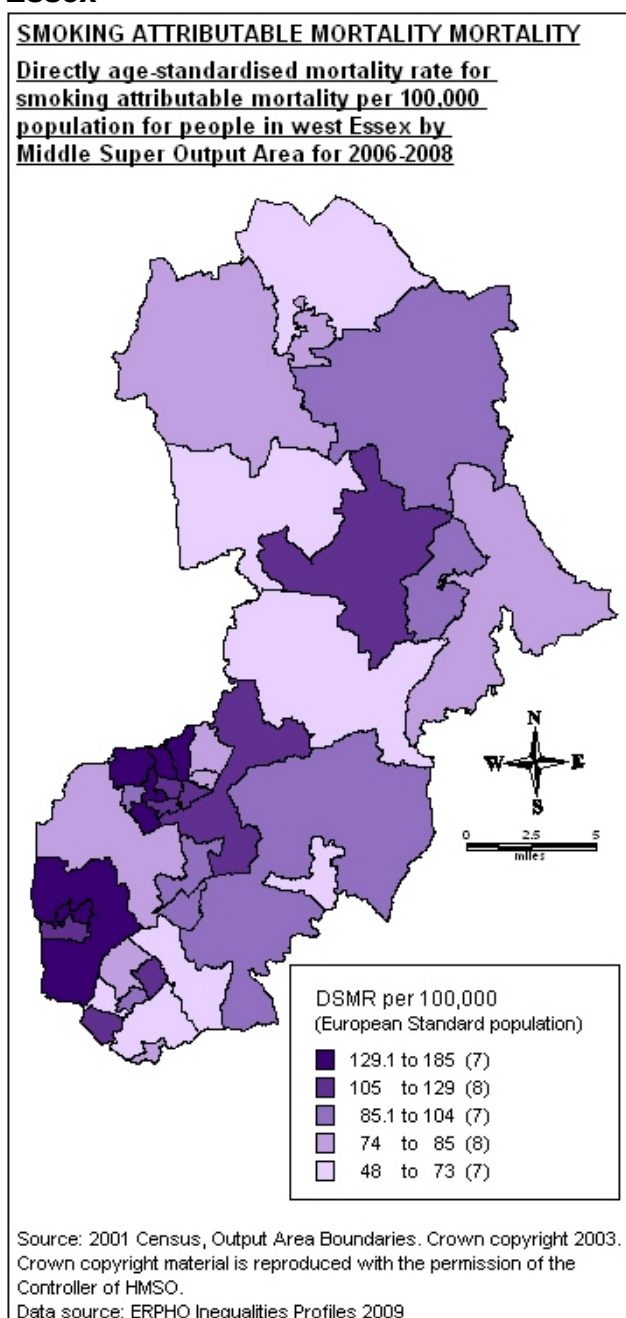 Essex
SMOKING ATTRIBUTABLE MORTALITY MORTALITY
Directly age-standardised mortality rate for
smoking attributable mortality per 100,000
population for people in west Essex by
Middle Super Output Area for 2006-2008
N
W E
S
0 2.5 5
miles
DSMR per 100,000
(European Standard population)
129.1 to 185 (7)
105 to 129 (8)
85.1 to 104 (7)
74 to 85 (8)
48 to 73 (7)
Source: 2001 Census, Output Area Boundaries. Crown copyright 2003.
Crown copyright material is reproduced with the permission of the
Controller of HMSO.
Data source: ERPHO Inequalities Profiles 2009